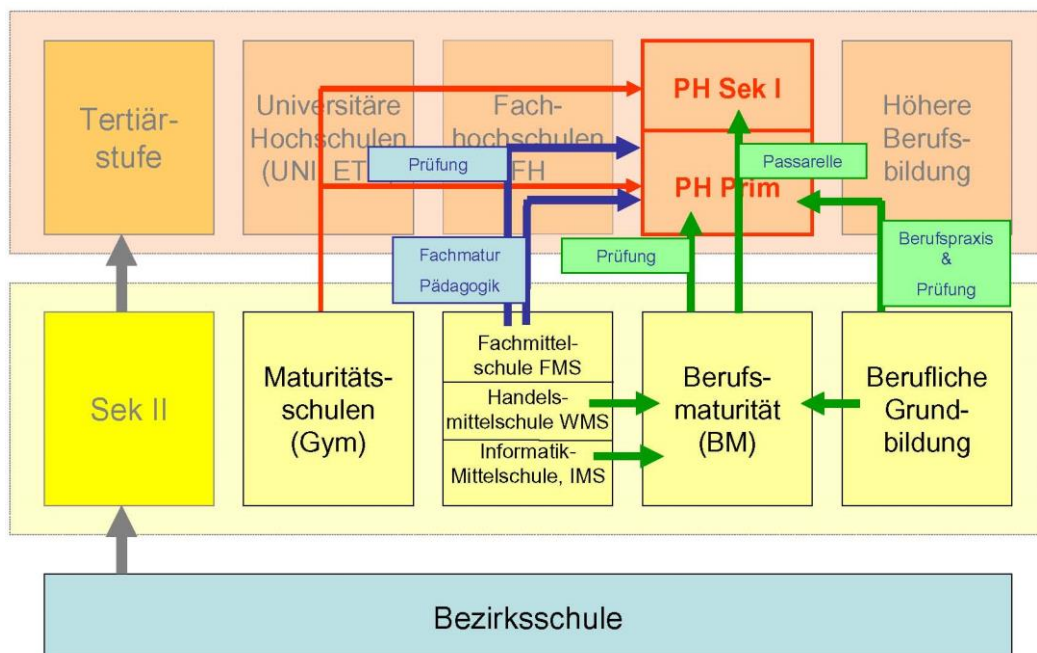 Tertiär-
stufe
Universitäre
Hochschulen
(UNI, ET
Fach-
hochschulen
FH
PH Sek I
PH Prim
Höhere
Berufs-
bildung
Prüfung
Passarelle
Fachmatur
Pädagogik
Prüfung
Berufspraxis
&
Prüfung
Sek II
Maturitäts-
schulen
(Gym)
Fachmittel-
schule FMS
Handels-
mittelschule WMS
Informatik-
Mittelschule, IMS
Berufs-
maturität
(BM)
Berufliche
Grund-
bildung
Bezirksschule